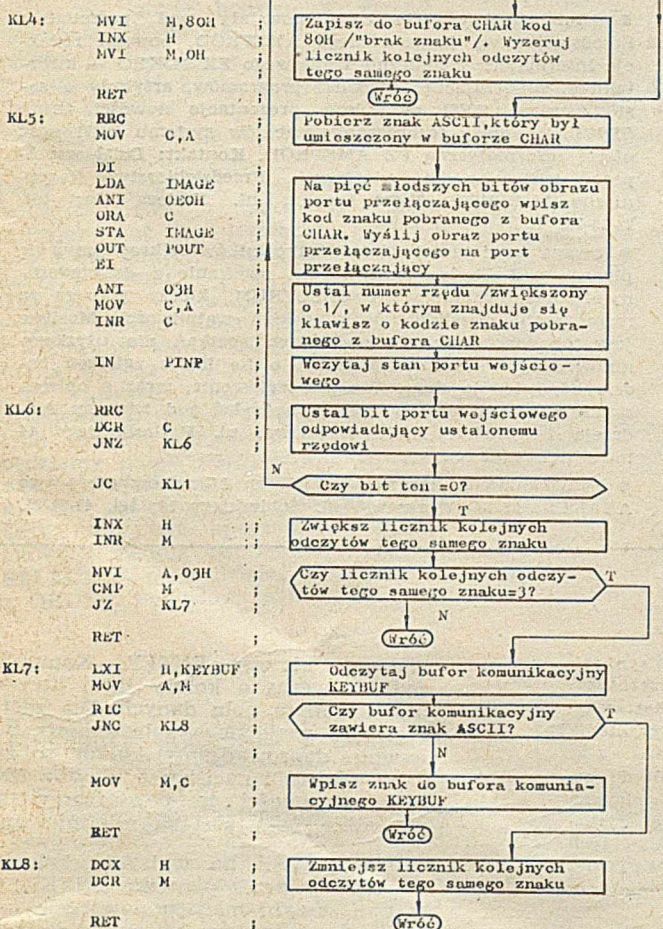 KL4: MVI M,80H ; Zapisz do bufora CHAR kod
INX H ; 80H /"brak znaku"/. Wyzeruj
MVI M,0H ; licznik kolejnych odczytów
; tego samego znaku
RET ; Wróć
KL5: RRC ; Pobierz znak ASCII,który był
MOV C,A ; umieszczony w buforze CHAR
DI ;
LDA IMAGE ; Na pięć młodszych bitów obrazu
ANI 0E0H ; portu przełączającego wpisz
ORA C ; kod znaku pobranego z bufora
STA IMAGE ; CHAR. Wyślij obraz portu
OUT POUT ; przełączającego na port
EI ; przełączający
ANI 03H ; Ustal numer rzędu /zwiększony
MOV C,A ; o 1/, w którym znajduje się
INR C ; klawisz o kodzie znaku pobra-
; nego z bufora CHAR
IN PINP ; Wczytaj stan portu wejścio-
; wego
KL6: RRC ; Ustal bit portu wejściowego
DCR C ; odpowiadający ustalonemu
JNZ KL6 ; rzędowi
N
JC KL1 ; Czy bit ten =0?
T
INX H ;; Zwiększ licznik kolejnych
INR M ;; odczytów tego samego znaku
MVI A,03H ; Czy licznik kolejnych odczy- T
CMP M ; tów tego samego znaku=3?
JZ KL7 ; N
RET ; Wróć
KL7: LXI H,KEYBUF ; Odczytaj bufor komunikacyjny
MOV A,M ; KEYBUF
RLC ; Czy bufor komunikacyjny T
JNC KL8 ; zawiera znak ASCII?
; N
MOV M,C ; Wpisz znak do bufora komunia-
; cyjnego KEYBUF
RET ; Wróć
KL8: DCX H ; Zmniejsz licznik kolejnych
DCR M ; odczytów tego samego znaku
RET ; Wróć